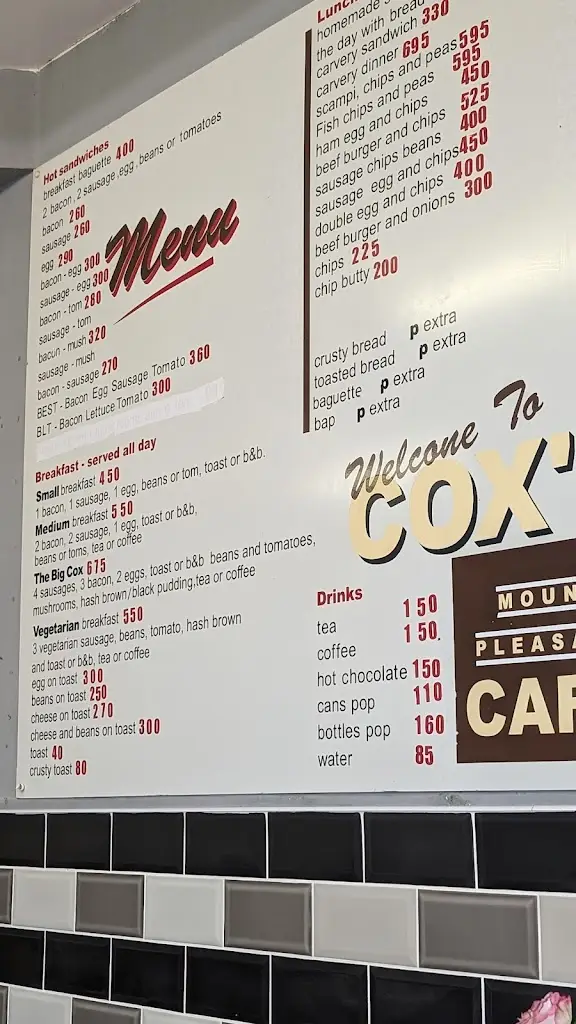 Hot sandwiches
breakfast baguette 400
2 bacon, 2 sausage, egg, beans or tomatoes
bacon 260
sausage 260
egg 290
bacon - egg 300
sausage - egg 300
bacon - tom 280
sausage - tom
bacun - mush 320
sausage - mush
bacon - sausage 270
BEST - Bacon Egg Sausage Tomato 360
BLT - Bacon Lettuce Tomato 300
Menu
Breakfast - served all day
Small breakfast 450
1 bacon, 1 sausage, 1 egg, beans or tom, toast or b&b.
Medium breakfast 550
2 bacon, 2 sausage, 1 egg, toast or b&b,
beans or toms, tea or coffee
The Big Cox 675
4 sausages, 3 bacon, 2 eggs, toast or b&b beans and tomatoes,
mushrooms, hash brown/black pudding,tea or coffee
Vegetarian breakfast 550
3 vegetarian sausage, beans, tomato, hash brown
and toast or b&b, tea or coffee
egg on toast 300
beans on toast 250
cheese on toast 270
cheese and beans on toast 300
toast 40
crusty toast 80
Lunch
homemade
the day with bread
carvery sandwich 330
carvery dinner 695
scampi, chips and peas 595
Fish chips and peas 595
ham egg and chips 450
beef burger and chips 525
sausage chips beans 400
sausage egg and chips 450
double egg and chips 400
beef burger and onions 300
chips 225
chip butty 200
crusty bread p extra
toasted bread p extra
baguette p extra
bap p extra
Welcone To
COX'
MOUN
PLEASA
CAF
Drinks
tea 150
coffee 150.
hot chocolate 150
cans pop 110
bottles pop 160
water 85